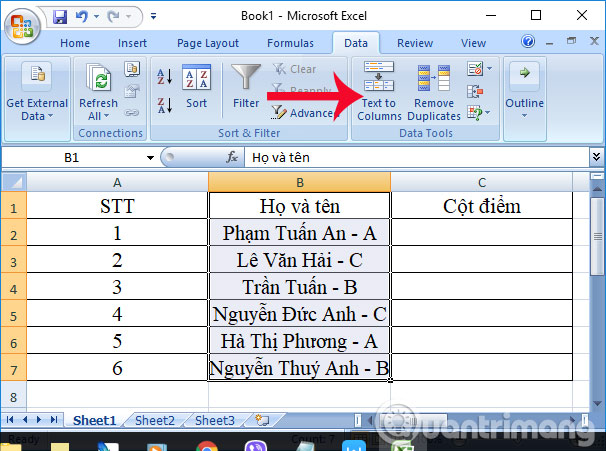 Book1 - Microsoft Excel
Home Insert Page Layout Formulas Data Review View
Get External Data
Refresh All
Sort
Filter
Clear
Reapply
Advanced
Text to Columns
Remove Duplicates
Outline
Connections Sort & Filter Data Tools
B1 fx Họ và tên
A B C
1 STT Họ và tên Cột điểm
2 1 Phạm Tuấn An - A
3 2 Lê Văn Hải - C
4 3 Trần Tuấn - B
5 4 Nguyễn Đức Anh - C
6 5 Hà Thị Phương - A
7 6 Nguyễn Thuý Anh - B
8
Sheet1 Sheet2 Sheet3
Ready Count: 7
Quantrimang